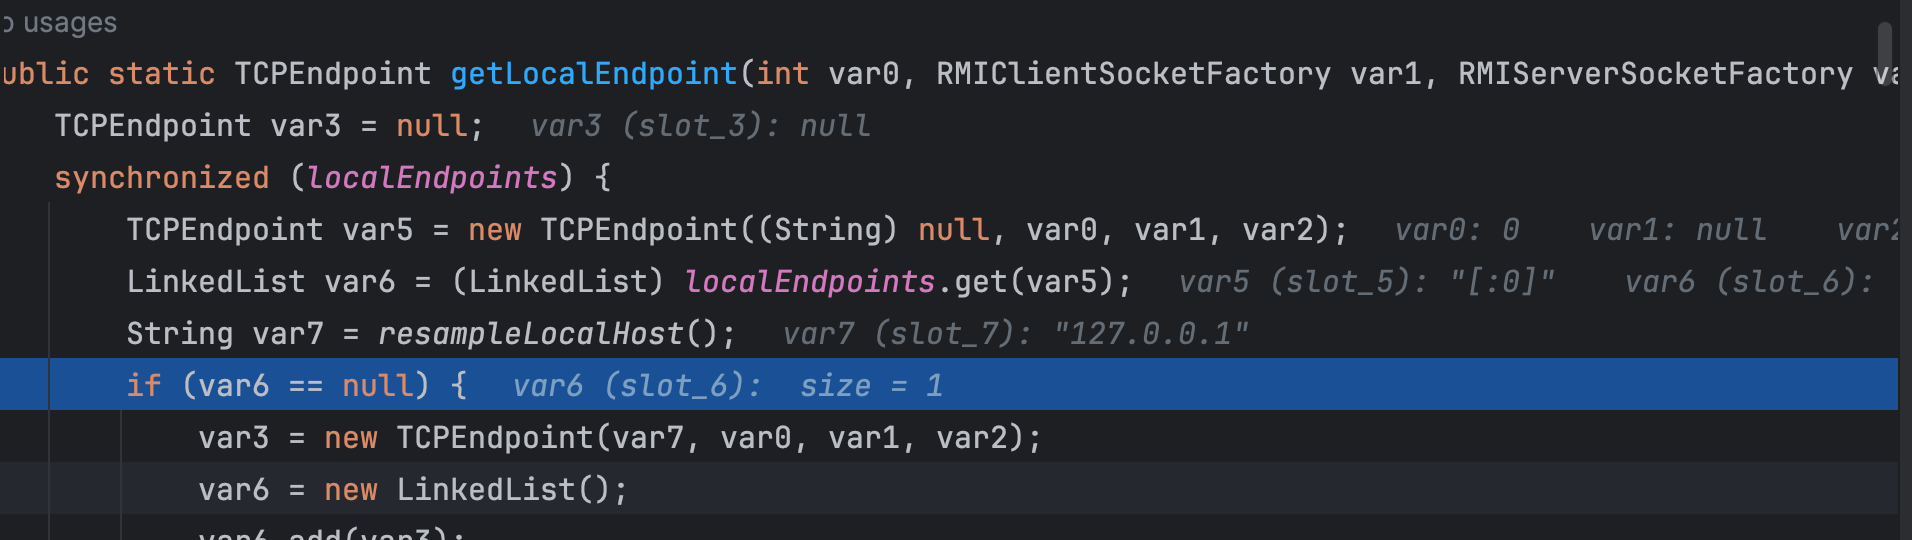 usages
ublic static TCPEndpoint getLocalEndpoint(int var0, RMIClientSocketFactory var1, RMIServerSocketFactory va
TCPEndpoint var3 = null;   var3 (slot_3): null
synchronized (localEndpoints) {
TCPEndpoint var5 = new TCPEndpoint((String) null, var0, var1, var2);   var0: 0   var1: null   var2
LinkedList var6 = (LinkedList) localEndpoints.get(var5);   var5 (slot_5): "[:0]"   var6 (slot_6):
String var7 = resampleLocalHost();   var7 (slot_7): "127.0.0.1"
if (var6 == null) {   var6 (slot_6):  size = 1
var3 = new TCPEndpoint(var7, var0, var1, var2);
var6 = new LinkedList();
var6.add(var3);